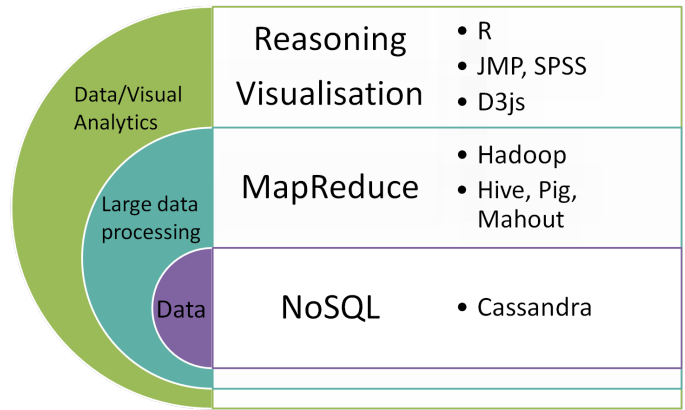 Data/Visual
Analytics
Reasoning
Visualisation
• R
• JMP, SPSS
• D3js
Large data
processing
MapReduce
• Hadoop
• Hive, Pig,
Mahout
Data
NoSQL
• Cassandra